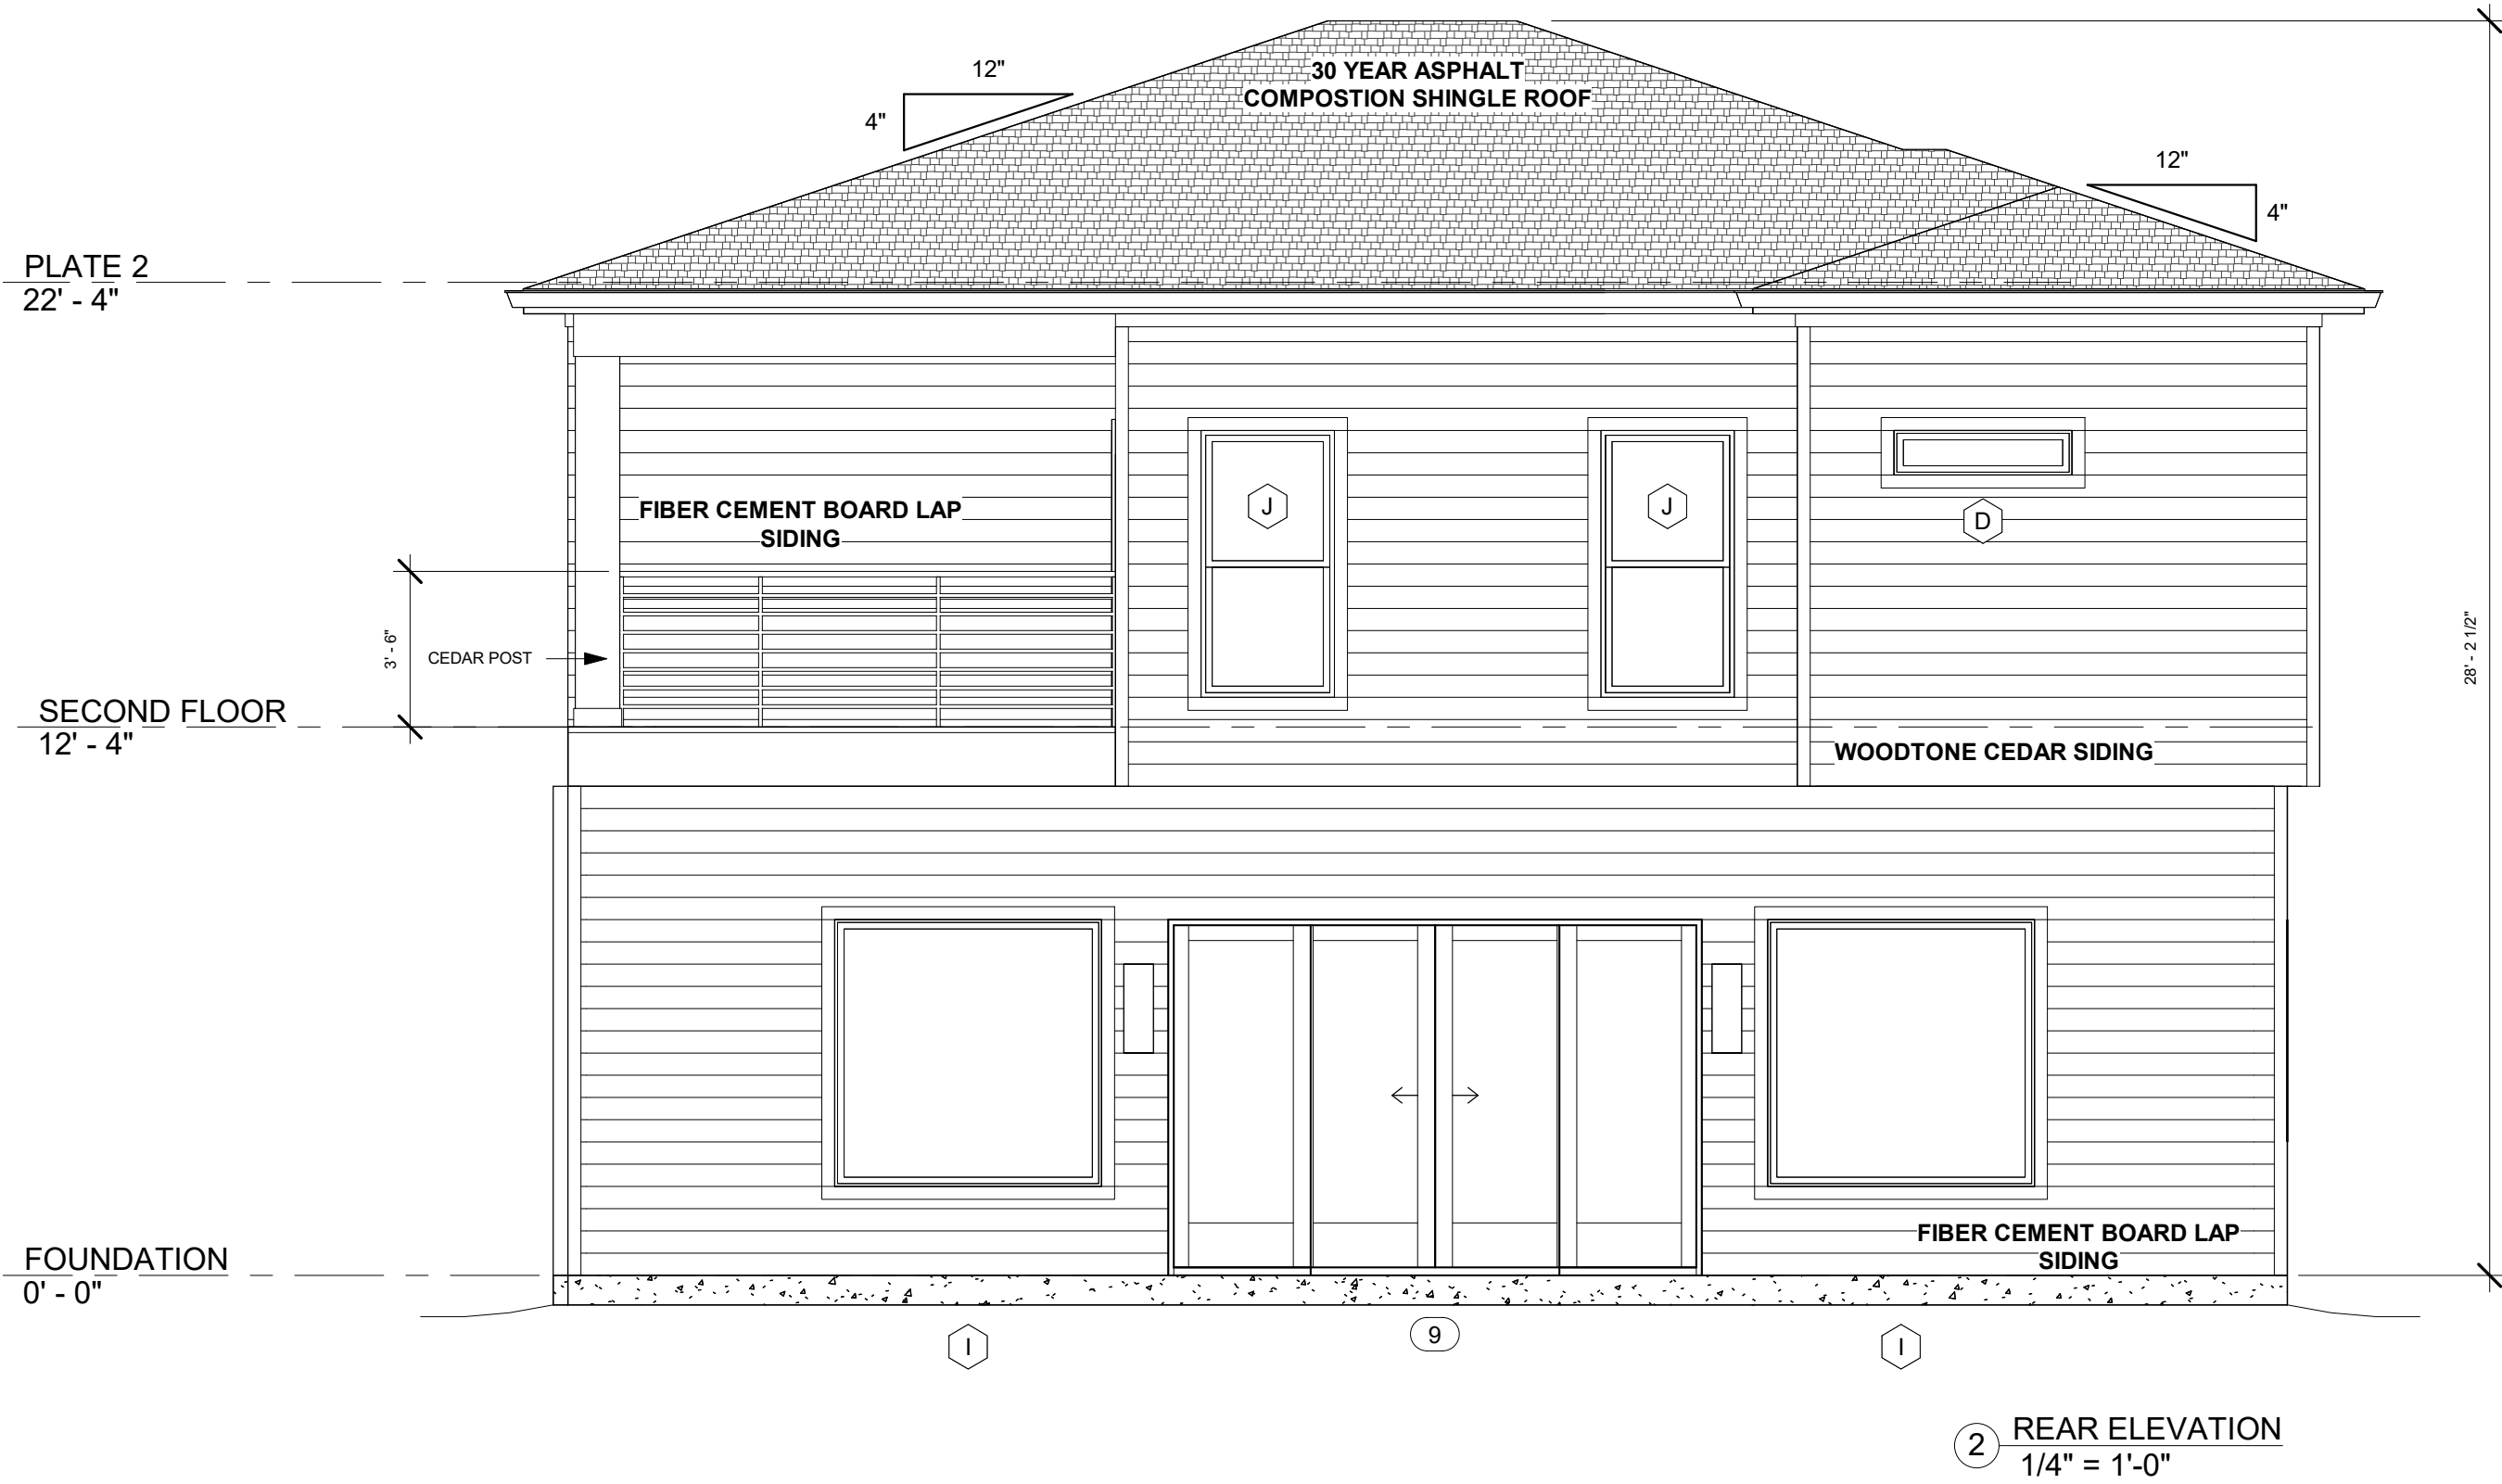 12"
4"
30 YEAR ASPHALT
COMPOSTION SHINGLE ROOF
12"
4"
PLATE 2
22' - 4"
J
J
D
FIBER CEMENT BOARD LAP
SIDING
3' - 6"
CEDAR POST
28' - 2 1/2"
SECOND FLOOR
12' - 4"
WOODTONE CEDAR SIDING
FIBER CEMENT BOARD LAP
SIDING
FOUNDATION
0' - 0"
I
9
I
2
REAR ELEVATION
1/4" = 1'-0"